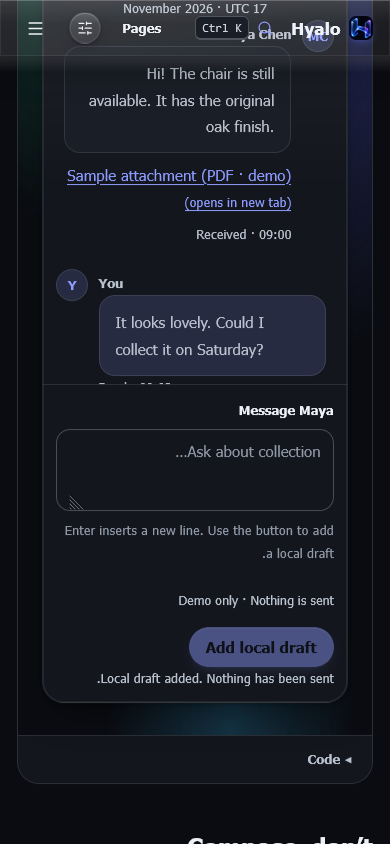 November 2026 · UTC 17
Pages
Ctrl K
Hyalo
Chen
MC
Hi! The chair is still
available. It has the original
oak finish.
Sample attachment (PDF · demo)
(opens in new tab)
Received · 09:00
Y
You
It looks lovely. Could I
collect it on Saturday?
Message Maya
...Ask about collection
Enter inserts a new line. Use the button to add
.a local draft
Demo only · Nothing is sent
Add local draft
.Local draft added. Nothing has been sent
Code